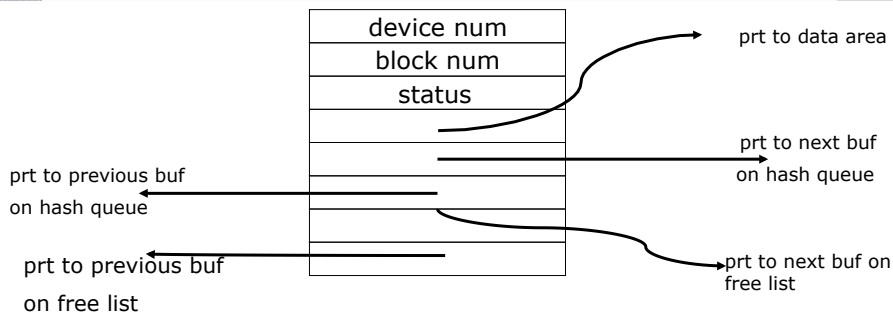 device num
block num
status
prt to data area
prt to next buf
on hash queue
prt to previous buf
on hash queue
prt to previous buf
on free list
prt to next buf on
free list